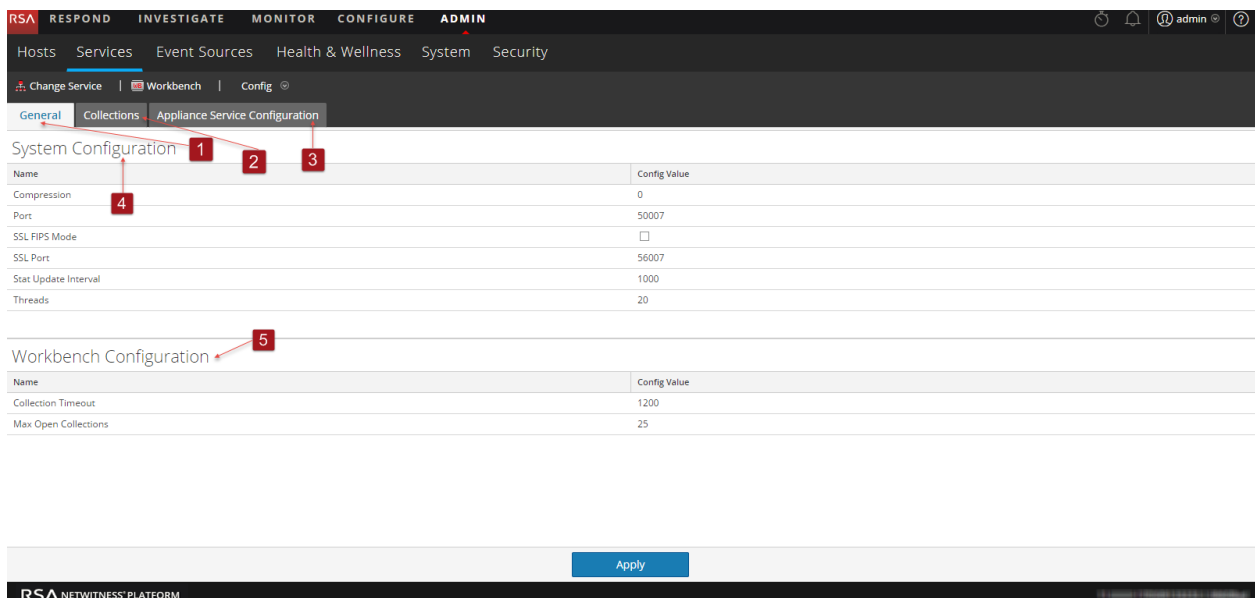 RSA RESPOND INVESTIGATE MONITOR CONFIGURE ADMIN admin ?
Hosts Services Event Sources Health & Wellness System Security
Change Service | Workbench | Config
General Collections Appliance Service Configuration
System Configuration 1 2 3
Name Config Value
Compression 0
4
Port 50007
SSL FIPS Mode
SSL Port 56007
Stat Update Interval 1000
Threads 20
5
Workbench Configuration
Name Config Value
Collection Timeout 1200
Max Open Collections 25
Apply
RSA NETWITNESS® PLATFORM